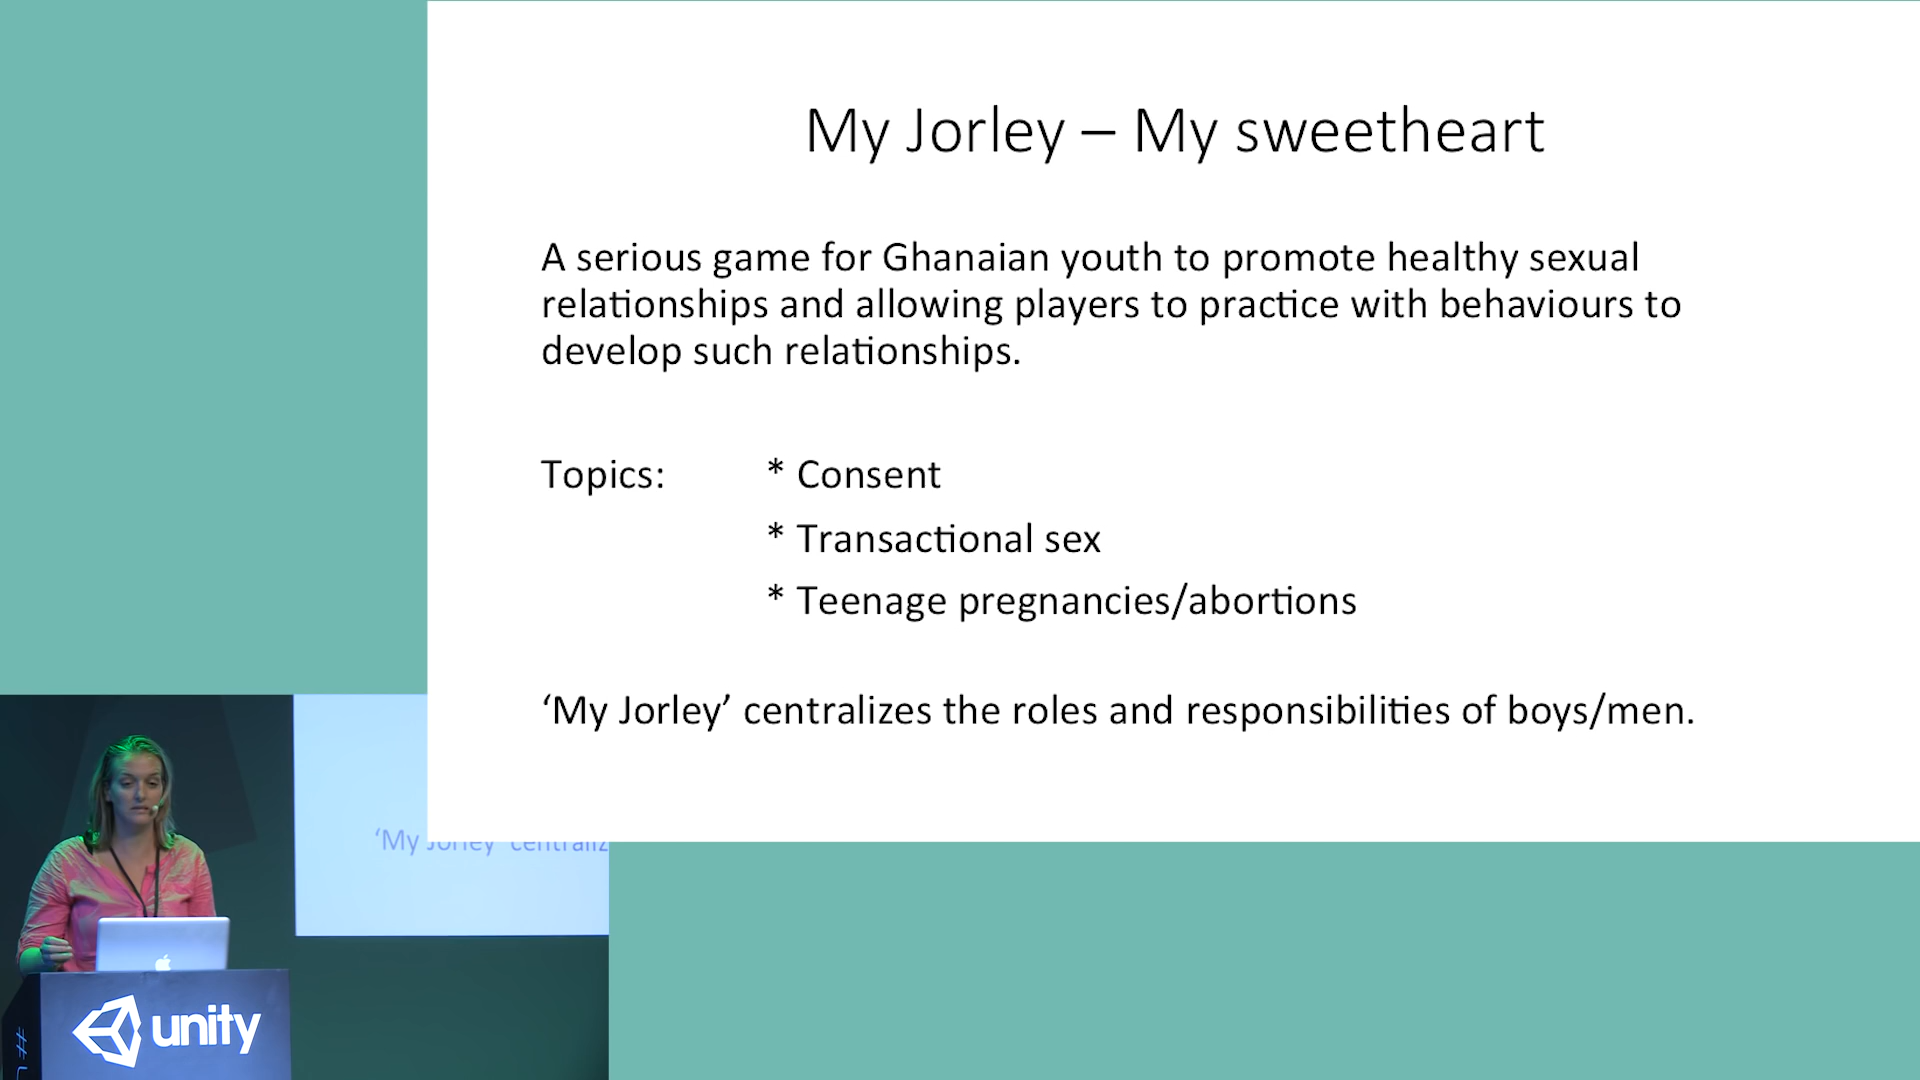 My Jorley – My sweetheart
A serious game for Ghanaian youth to promote healthy sexual
relationships and allowing players to practice with behaviours to
develop such relationships.
Topics: * Consent
* Transactional sex
* Teenage pregnancies/abortions
‘My Jorley’ centralizes the roles and responsibilities of boys/men.
‘My Jorley’ centraliz
unity